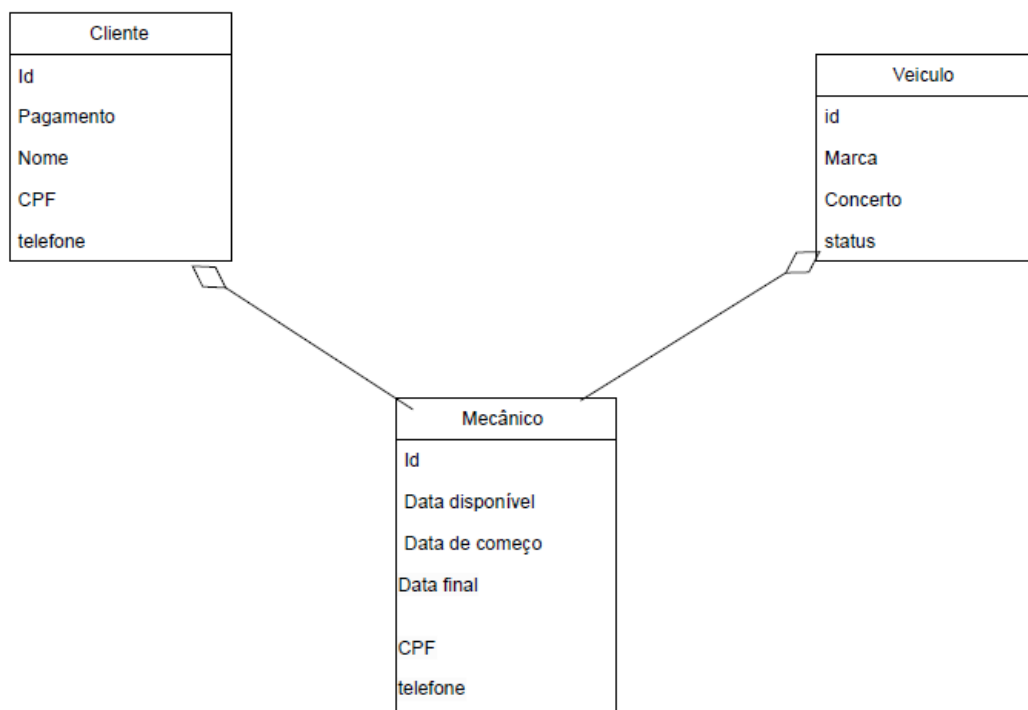 Cliente
Id
Pagamento
Nome
CPF
telefone
Veiculo
id
Marca
Concerto
status
Mecânico
Id
Data disponível
Data de começo
Data final
CPF
telefone